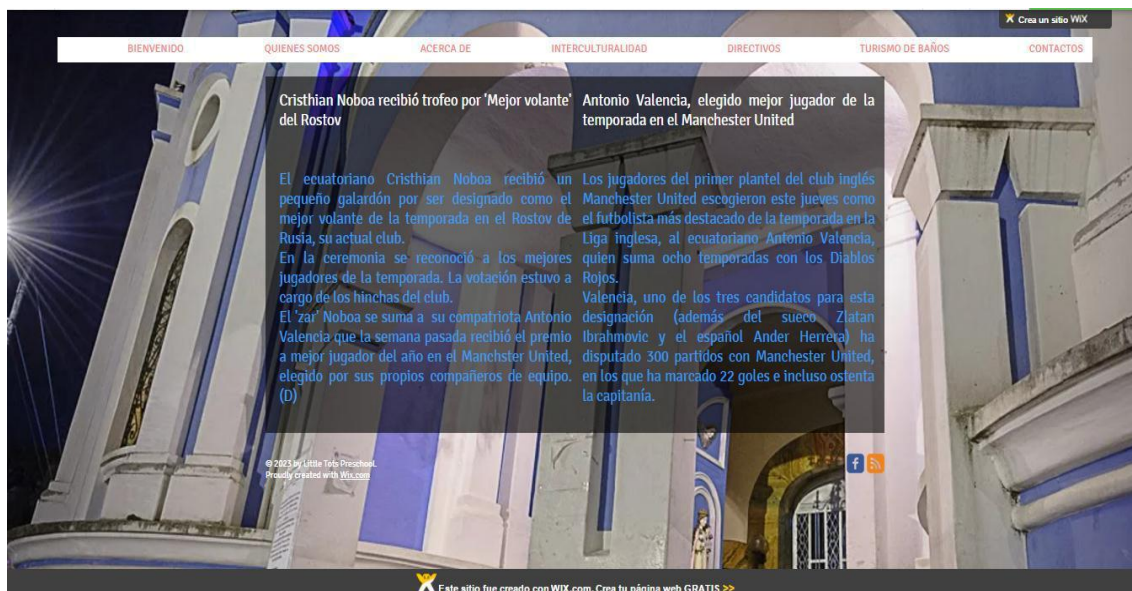 Crea un sitio WiX
BIENVENIDO QUIENES SOMOS ACERCA DE INTERCULTURALIDAD DIRECTIVOS TURISMO DE BAÑOS CONTACTOS
Cristhian Noboa recibió trofeo por 'Mejor volante'
del Rostov
El ecuatoriano Cristhian Noboa recibió un
pequeño galardón por ser designado como el
mejor volante de la temporada en el Rostov de
Rusia, su actual club.
En la ceremonia se reconoció a los mejores
jugadores de la temporada. La votación estuvo a
cargo de los hinchas del club.
El 'zar' Noboa se suma a su compatriota Antonio
Valencia que la semana pasada recibió el premio
a mejor jugador del año en el Manchster United,
elegido por sus propios compañeros de equipo.
(D)
Antonio Valencia, elegido mejor jugador de la
temporada en el Manchester United
Los jugadores del primer plantel del club inglés
Manchester United escogieron este jueves como
el futbolista más destacado de la temporada en la
Liga inglesa, al ecuatoriano Antonio Valencia,
quien suma ocho temporadas con los Diablos
Rojos.
Valencia, uno de los tres candidatos para esta
designación (además del sueco Zlatan
Ibrahmovic y el español Ander Herrera) ha
disputado 300 partidos con Manchester United,
en los que ha marcado 22 goles e incluso ostenta
la capitanía.
© 2023 by Little Tots Preschool.
Proudly created with Wix.com
Este sitio fue creado con WIX.com. Crea tu página web GRATIS >>